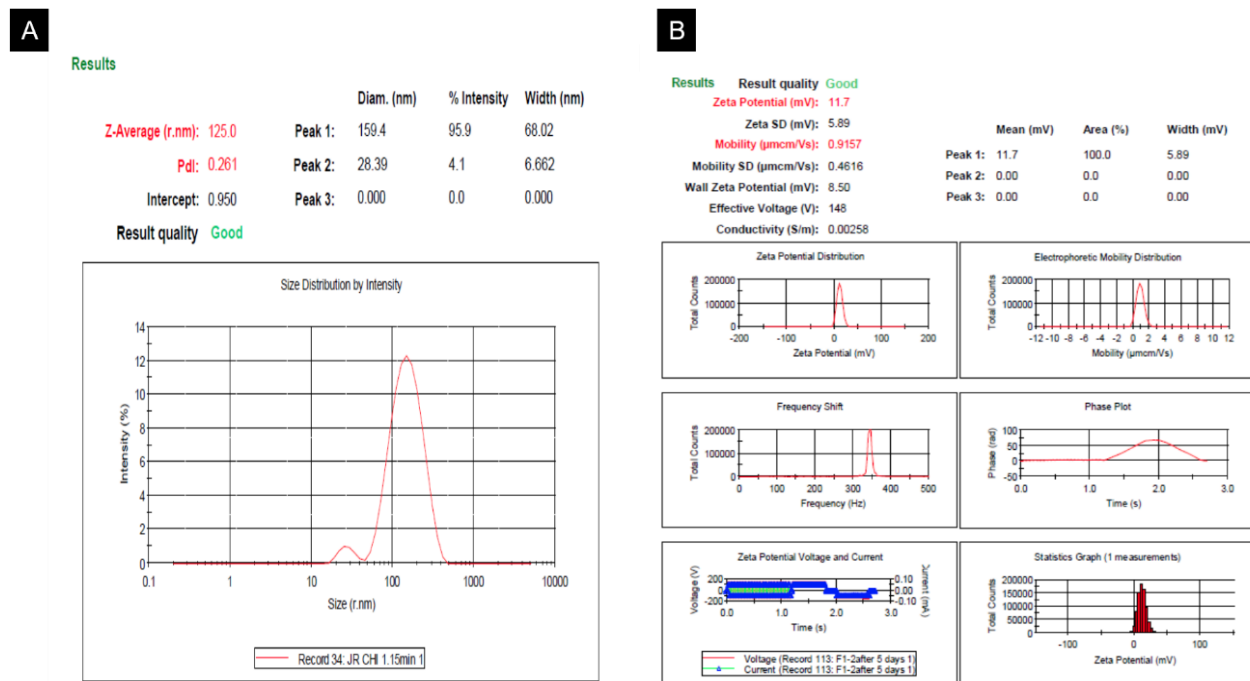 A
Results
Diam. (nm) % Intensity Width (nm)
Z-Average (r.nm): 125.0 Peak 1: 159.4 95.9 68.02
PdI: 0.261 Peak 2: 28.39 4.1 6.662
Intercept: 0.950 Peak 3: 0.000 0.0 0.000
Result quality Good
Size Distribution by Intensity
Intensity (%)
14
12
10
8
6
4
2
0
0.1 1 10 100 1000 10000
Size (r.nm)
Record 34: JR CHI 1.15min 1
B
Results Result quality Good
Zeta Potential (mV): 11.7
Zeta SD (mV): 5.89
Mobility (µmcm/Vs): 0.9157
Mobility SD (µmcm/Vs): 0.4616
Wall Zeta Potential (mV): 8.50
Effective Voltage (V): 148
Conductivity (S/m): 0.00258
Mean (mV) Area (%) Width (mV)
Peak 1: 11.7 100.0 5.89
Peak 2: 0.00 0.0 0.00
Peak 3: 0.00 0.0 0.00
Zeta Potential Distribution
Total Counts
200000
100000
0
-200 -100 0 100 200
Zeta Potential (mV)
Electrophoretic Mobility Distribution
Total Counts
200000
100000
0
-12 -10 -8 -6 -4 -2 0 2 4 6 8 10 12
Mobility (µmcm/Vs)
Frequency Shift
Total Counts
200000
100000
0
0 100 200 300 400 500
Frequency (Hz)
Phase Plot
Phase (rad)
100
50
0
-50
0.0 1.0 2.0 3.0
Time (s)
Zeta Potential Voltage and Current
Voltage (V)
200
0
-200
0.10
0.00
-0.10
Current (mA)
0.0 1.0 2.0 3.0
Time (s)
Voltage (Record 113: F1-2after 5 days 1)
Current (Record 113: F1-2after 5 days 1)
Statistics Graph (1 measurements)
Total Counts
200000
150000
100000
50000
0
-100 0 100
Zeta Potential (mV)